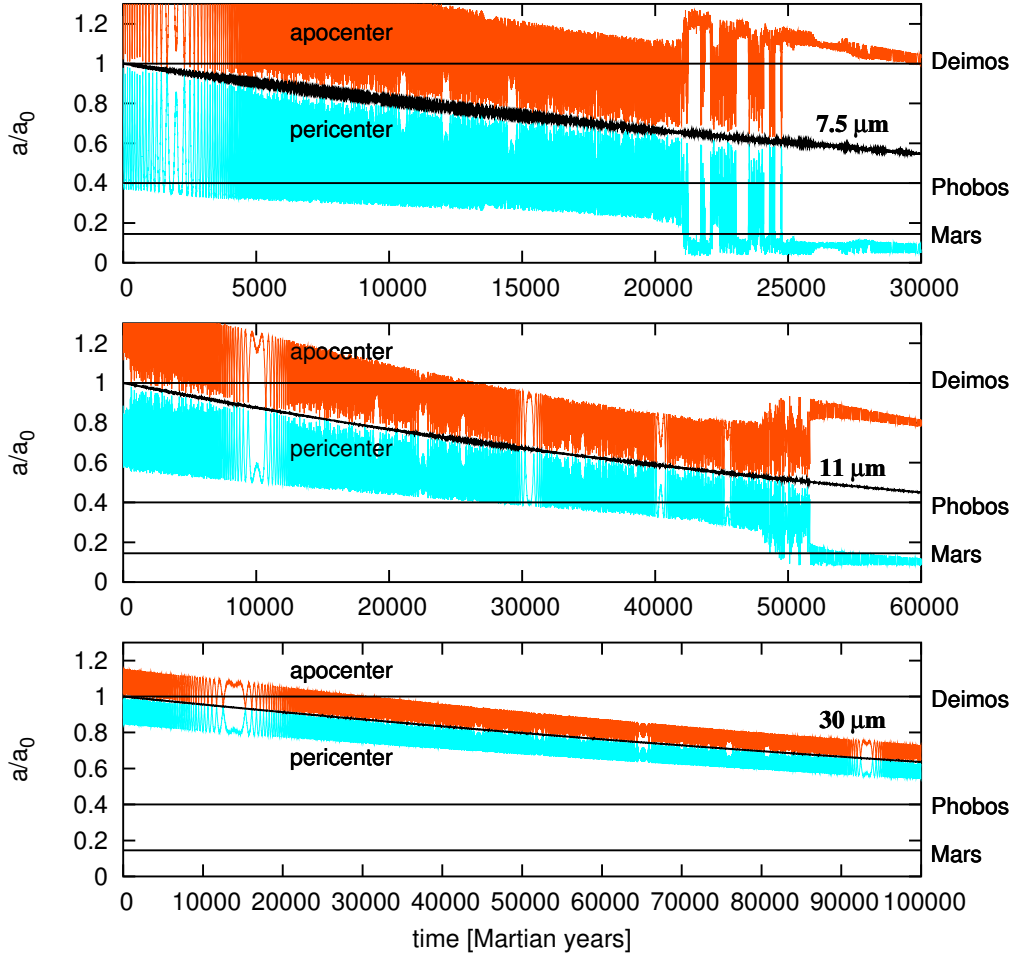 a/a0
1.2
1
0.8
0.6
0.4
0.2
0
apocenter
pericenter
7.5 μm
Deimos
Phobos
Mars
0 5000 10000 15000 20000 25000 30000
a/a0
1.2
1
0.8
0.6
0.4
0.2
0
apocenter
pericenter
11 μm
Deimos
Phobos
Mars
0 10000 20000 30000 40000 50000 60000
a/a0
1.2
1
0.8
0.6
0.4
0.2
0
apocenter
pericenter
30 μm
Deimos
Phobos
Mars
0 10000 20000 30000 40000 50000 60000 70000 80000 90000 100000
time [Martian years]